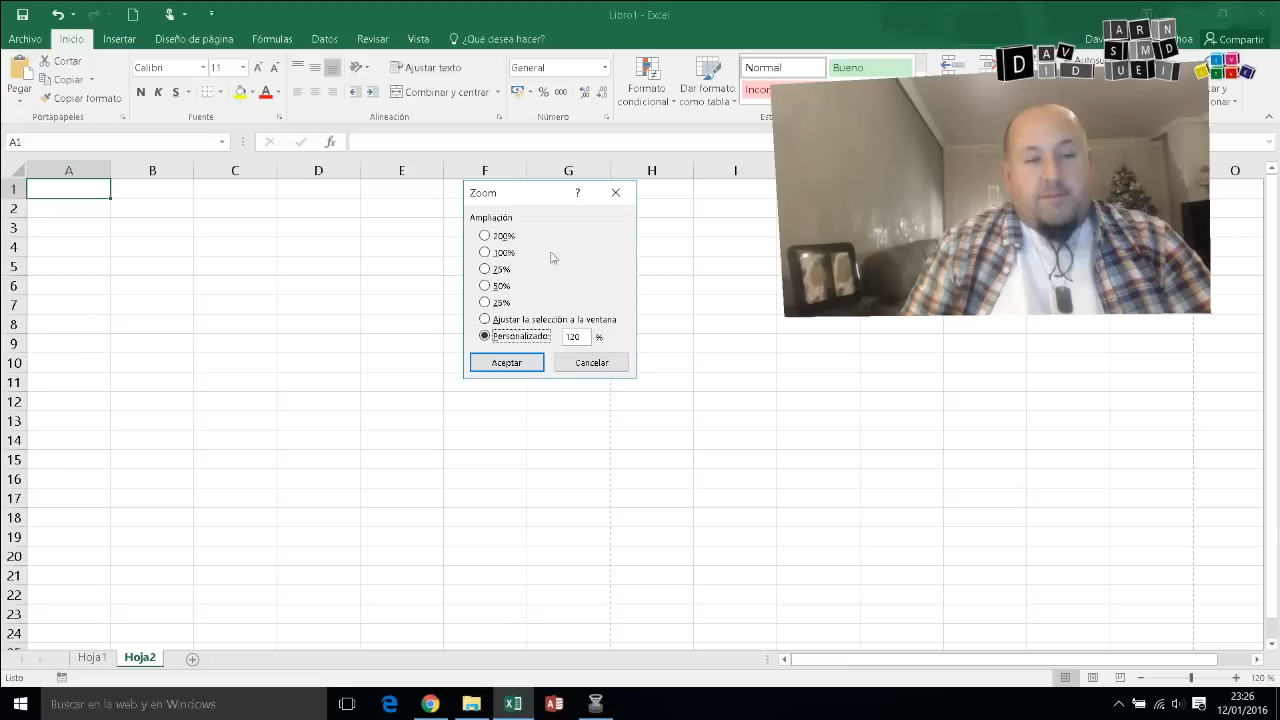 Libro1 - Excel
Archivo Inicio Insertar Diseño de página Fórmulas Datos Revisar Vista ¿Qué desea hacer? Compartir
Pegar
Cortar
Copiar
Copiar formato
Portapapeles
Calibri 11
N K S
Fuente
Ajustar texto
Combinar y centrar
Alineación
General
% 000
Número
Formato
condicional
Dar formato
como tabla
Normal Bueno
A1
fx
A B C D E F G H I O
1
2
3
4
5
6
7
8
9
10
11
12
13
14
15
16
17
18
19
20
21
22
23
24
Zoom ?
Ampliación
200%
100%
75%
50%
25%
Ajustar la selección a la ventana
Personalizado: 120 %
Aceptar Cancelar
Hoja1 Hoja2
Listo 120 %
Buscar en la web y en Windows
23:26
12/01/2016